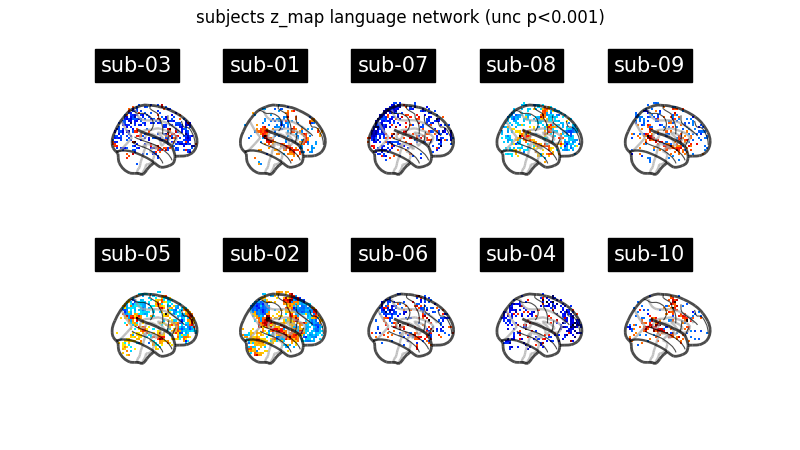 subjects z_map language network (unc p<0.001)
sub-03 sub-01 sub-07 sub-08 sub-09
sub-05 sub-02 sub-06 sub-04 sub-10